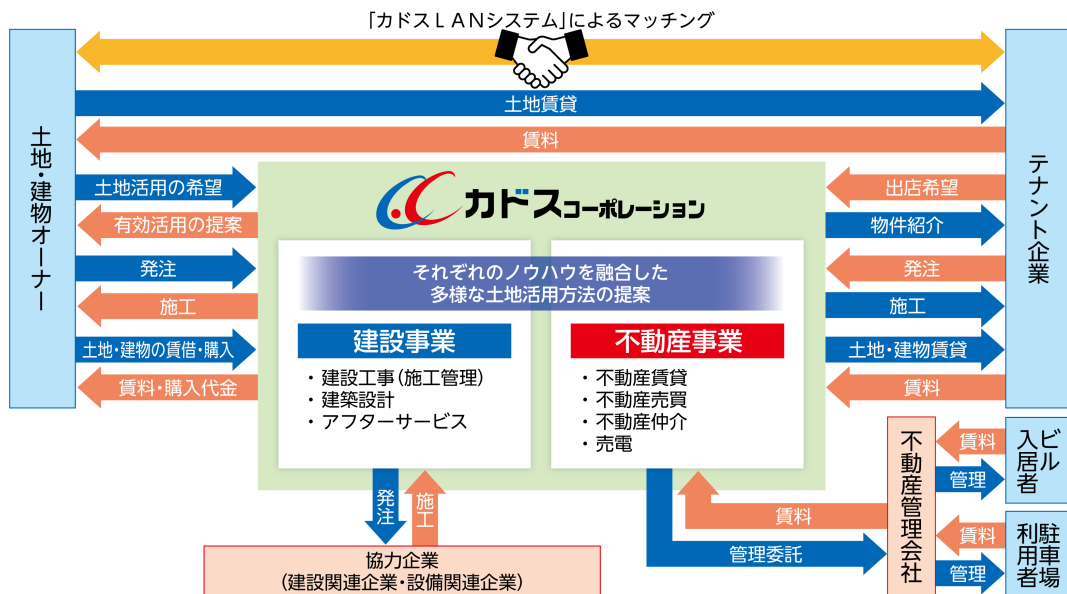 「カドスＬＡＮシステム」によるマッチング
土地・建物オーナー
テナント企業
土地賃貸
賃料
土地活用の希望
有効活用の提案
発注
施工
土地・建物の賃借・購入
賃料・購入代金
カドスコーポレーション
それぞれのノウハウを融合した
多様な土地活用方法の提案
建設事業
・建設工事（施工管理）
・建築設計
・アフターサービス
不動産事業
・不動産賃貸
・不動産売買
・不動産仲介
・売電
出店希望
物件紹介
発注
施工
土地・建物賃貸
賃料
発注
施工
協力企業
（建設関連企業・設備関連企業）
賃料
管理委託
不動産管理会社
賃料
管理
ビル
入居者
賃料
管理
駐車場
利用者